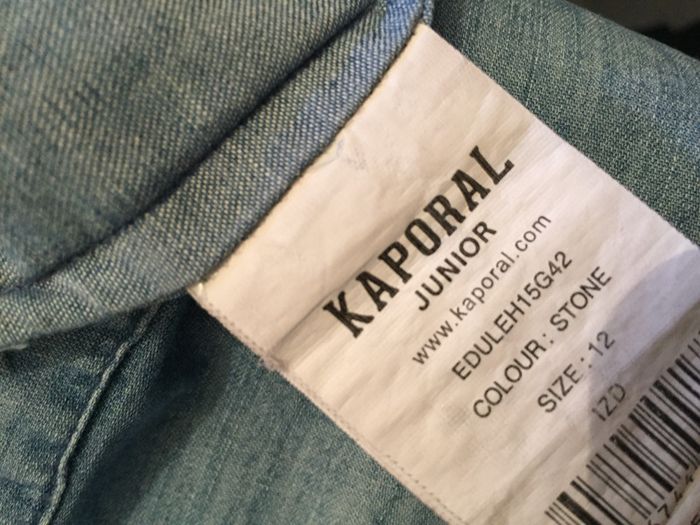 KAPORAL
JUNIOR
www.kaporal.com
EDULEH15G42
COLOUR: STONE
SIZE: 12